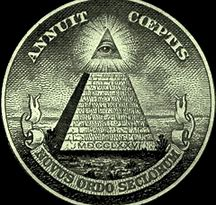 ANNUIT CŒPTIS
MDCCLXXVI
NOVUS ORDO SECLORUM